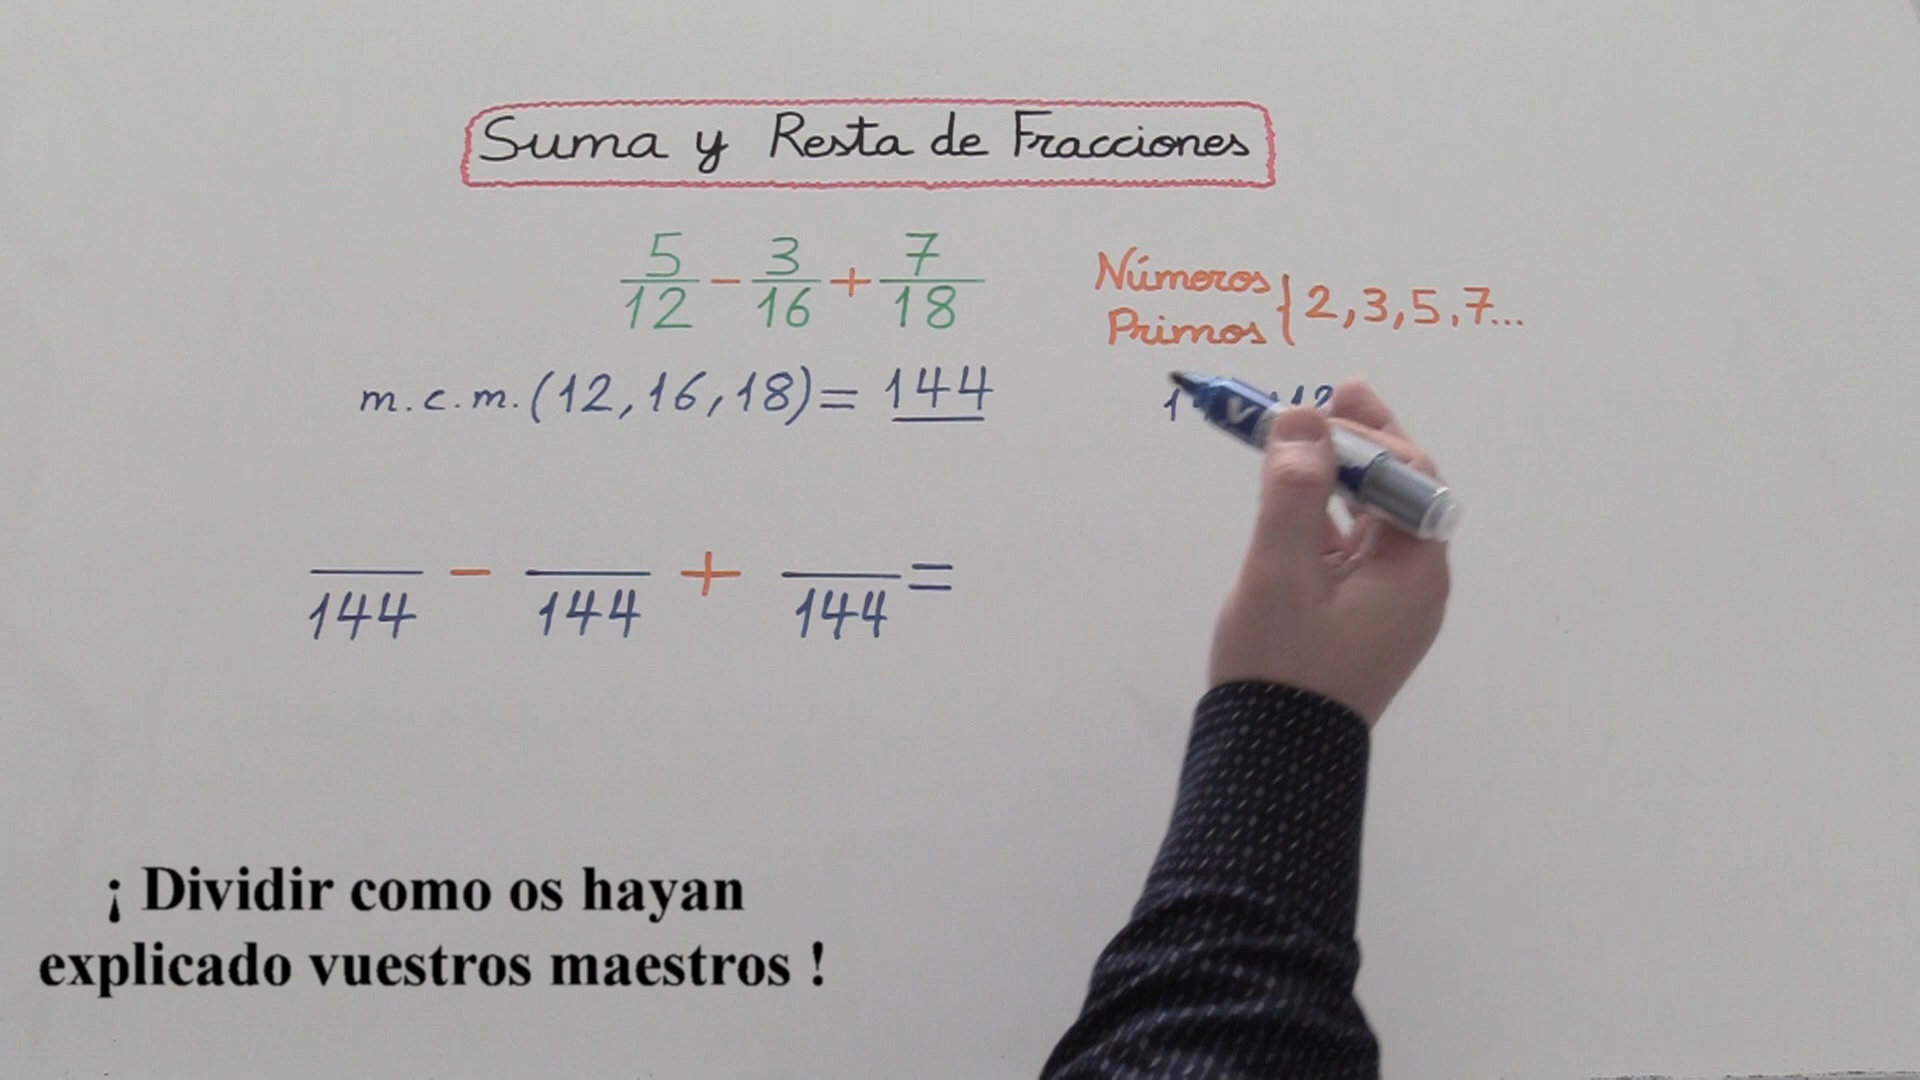 Suma y Resta de Fracciones
5/12 - 3/16 + 7/18
Números Primos { 2, 3, 5, 7...
m.c.m. (12, 16, 18) = 144
/144 - /144 + /144 =
¡ Dividir como os hayan
explicado vuestros maestros !